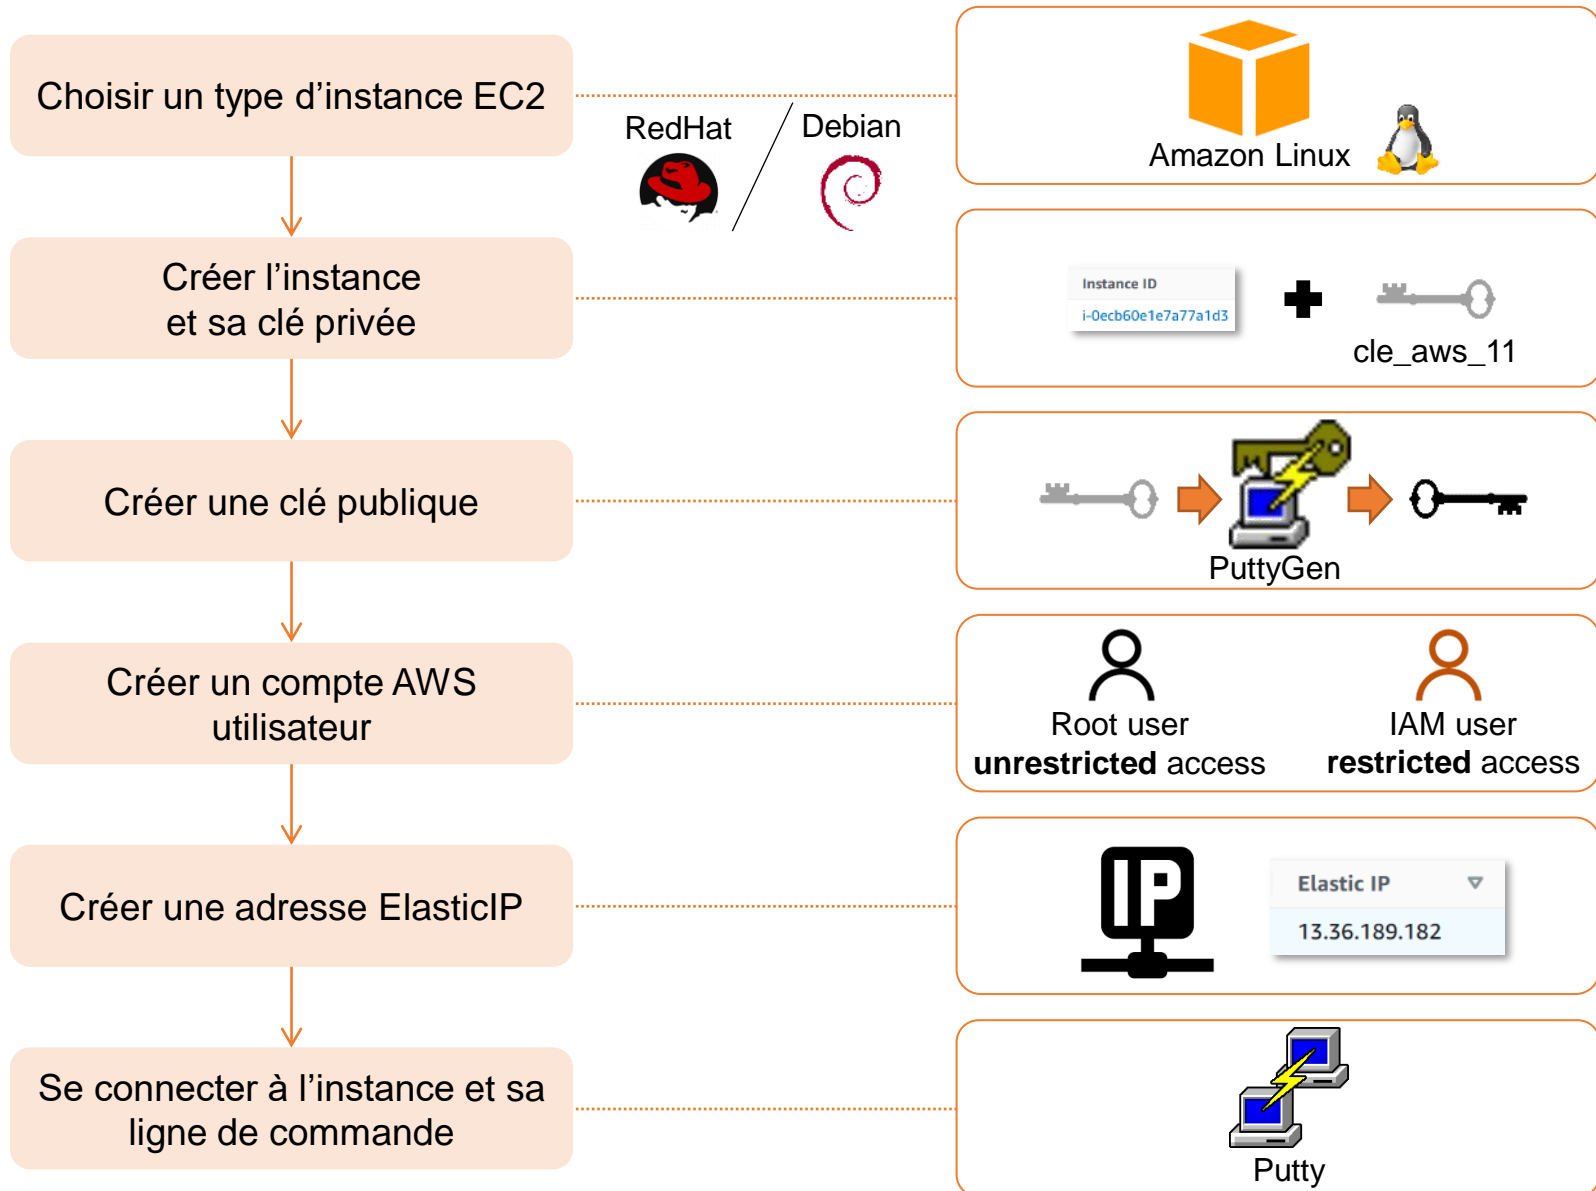 Choisir un type d’instance EC2
RedHat
Debian
Amazon Linux
Créer l’instance
et sa clé privée
Instance ID
i-0ecb60e1e7a77a1d3
cle_aws_11
Créer une clé publique
PuttyGen
Créer un compte AWS
utilisateur
Root user
unrestricted access
IAM user
restricted access
Créer une adresse ElasticIP
IP
Elastic IP
13.36.189.182
Se connecter à l’instance et sa
ligne de commande
Putty